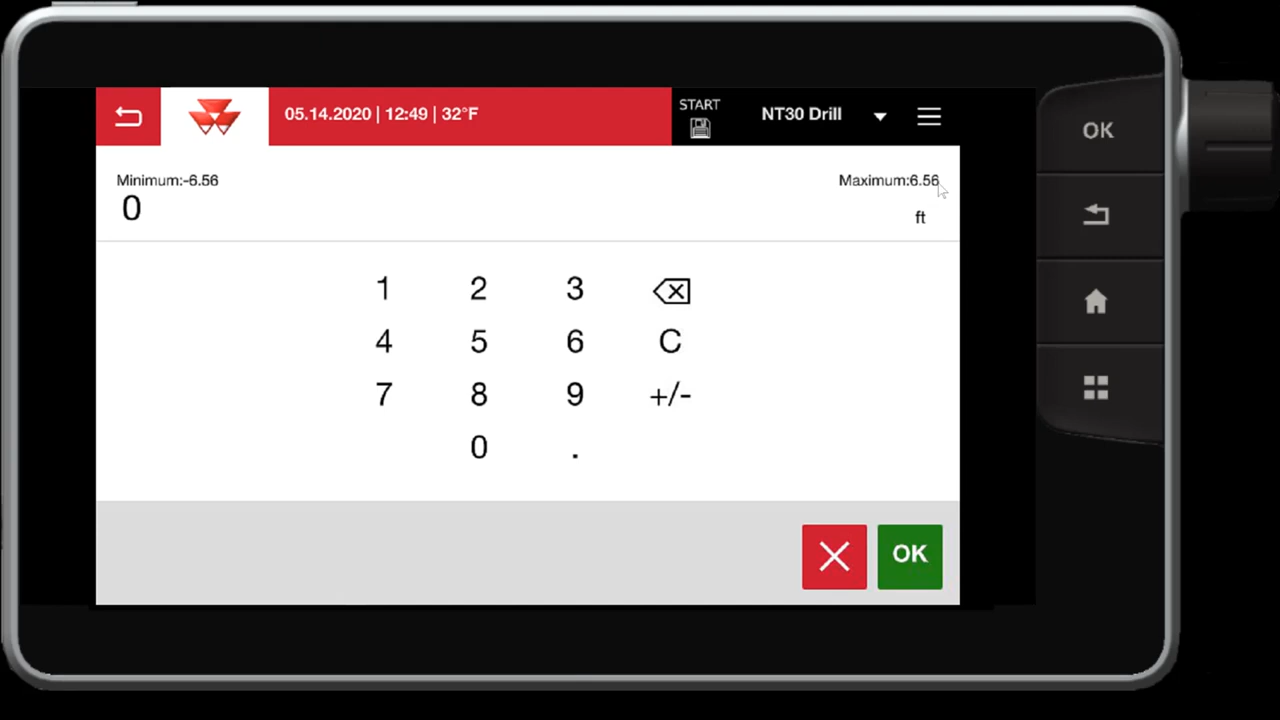 05.14.2020 | 12:49 | 32°F
START
NT30 Drill
OK
Minimum:-6.56
Maximum:6.56
0
ft
1 2 3
4 5 6 C
7 8 9 +/-
0 .
OK